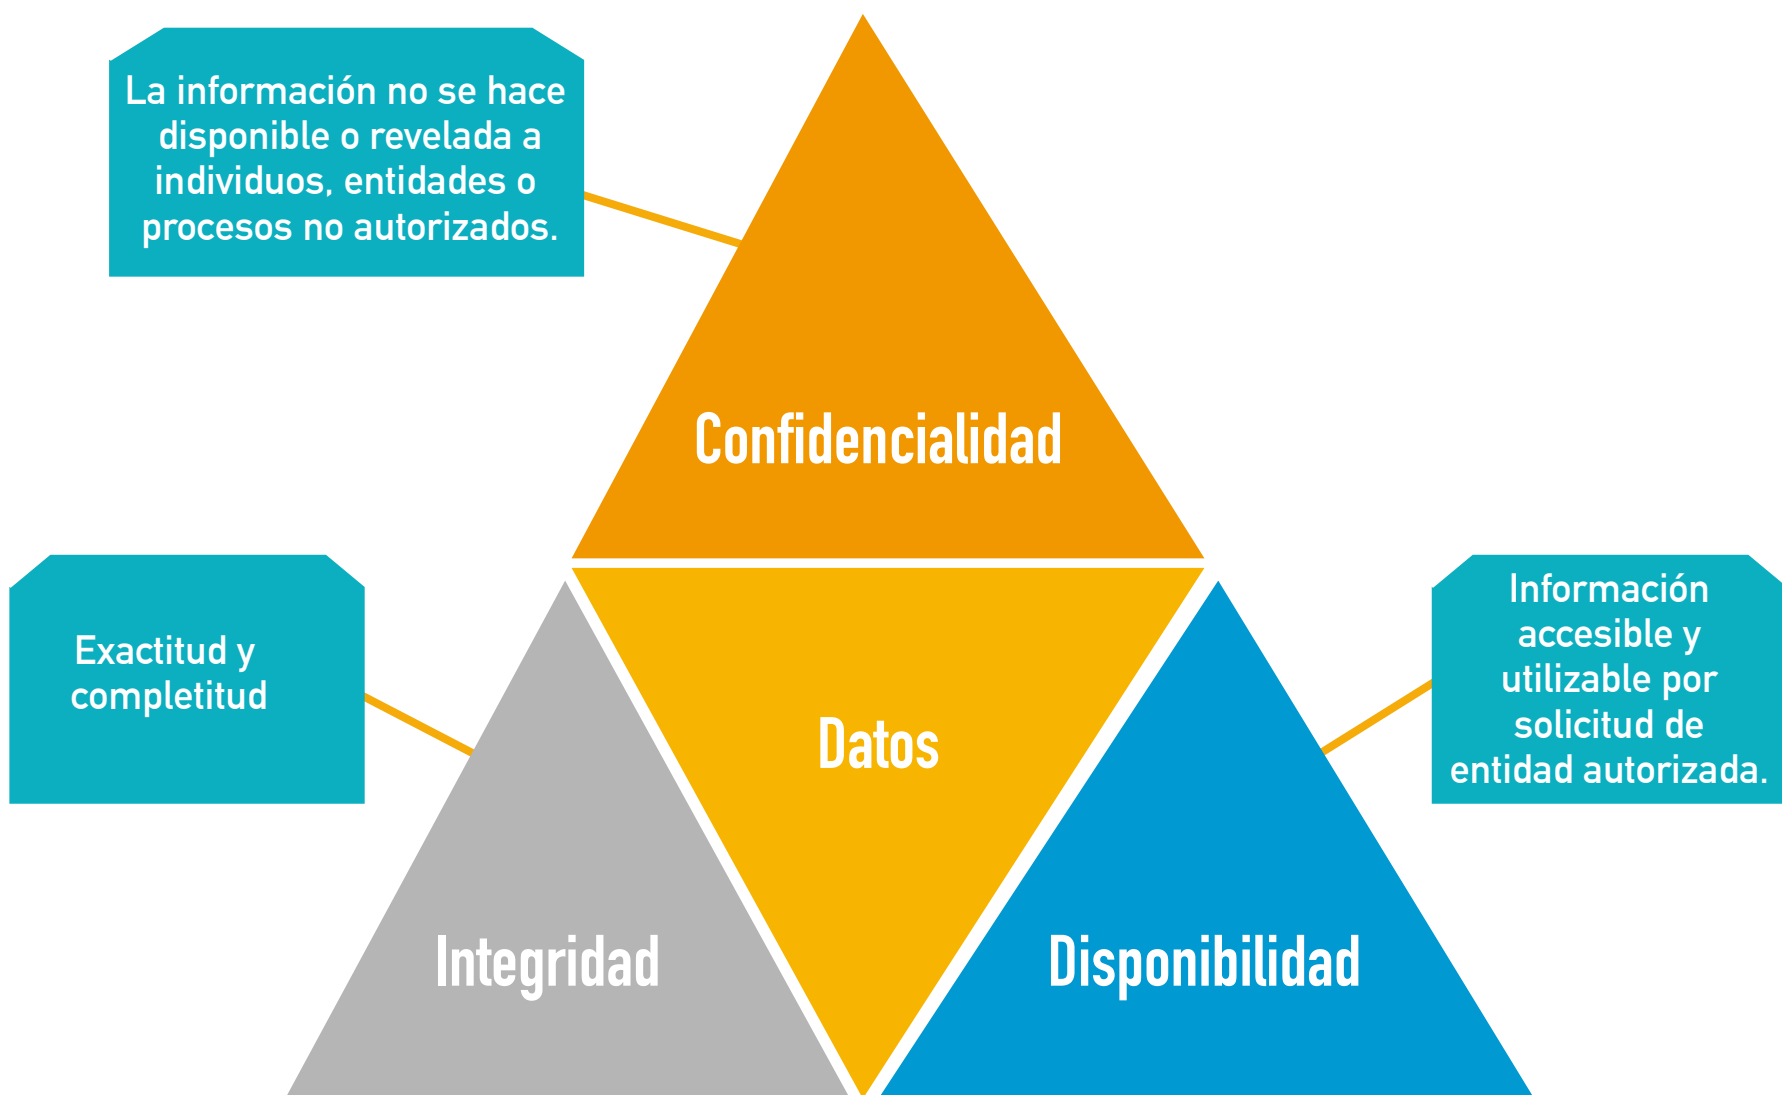 La información no se hace
disponible o revelada a
individuos, entidades o
procesos no autorizados.
Confidencialidad
Exactitud y
completitud
Datos
Información
accesible y
utilizable por
solicitud de
entidad autorizada.
Integridad
Disponibilidad